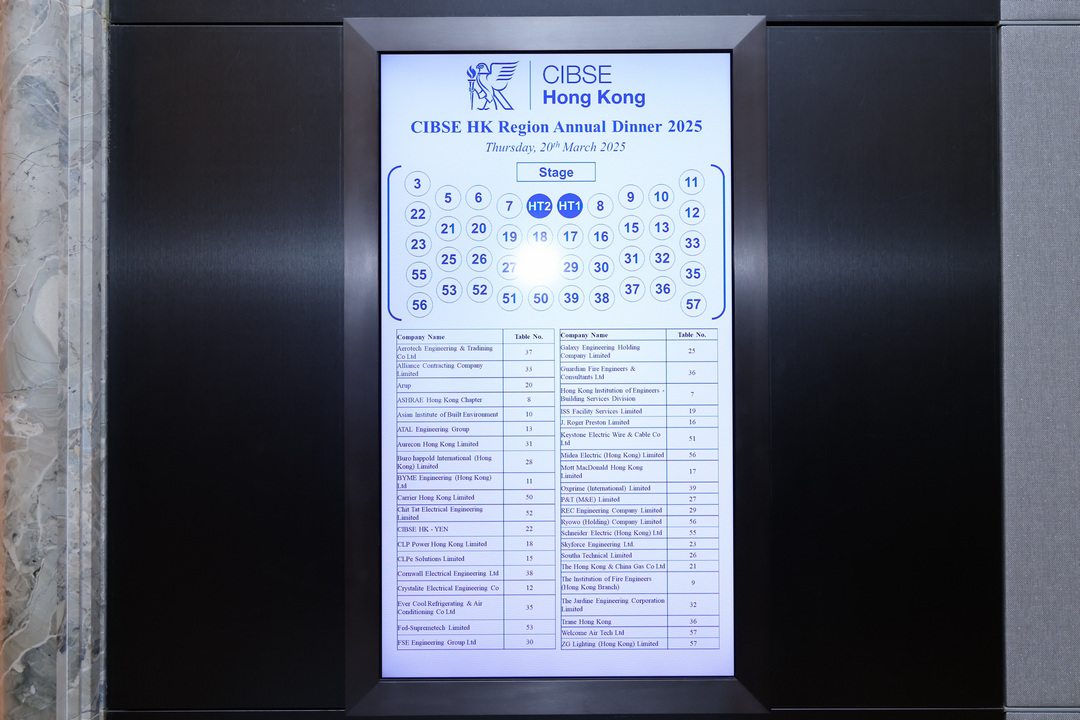 CIBSE
Hong Kong
CIBSE HK Region Annual Dinner 2025
Thursday, 20th March 2025
Stage
3 5 6 7 HT2 HT1 8 9 10 11
22 21 20 19 18 17 16 15 13 12
23 25 26 27 29 30 31 32 33
55 53 52 51 50 39 38 37 36 35
56 57
Company Name Table No.
Aerotech Engineering & Tradining
Co Ltd 37
Alliance Contracting Company
Limited 33
Arup 20
ASHRAE Hong Kong Chapter 8
Asian Institute of Built Environment 10
ATAL Engineering Group 13
Aurecon Hong Kong Limited 31
Buro happold International (Hong
Kong) Limited 28
BYME Engineering (Hong Kong)
Ltd 11
Carrier Hong Kong Limited 50
Chit Tat Electrical Engineering
Limited 52
CIBSE HK - YEN 22
CLP Power Hong Kong Limited 18
CLPe Solutions Limited 15
Cornwall Electrical Engineering Ltd 38
Crystalite Electrical Engineering Co 12
Ever Cool Refrigerating & Air
Conditioning Co Ltd 35
Fed-Supremetech Limited 53
FSE Engineering Group Ltd 30
Company Name Table No.
Galaxy Engineering Holding
Company Limited 25
Guardian Fire Engineers &
Consultants Ltd 36
Hong Kong Institution of Engineers -
Building Services Division 7
ISS Facility Services Limited 19
J. Roger Preston Limited 16
Keystone Electric Wire & Cable Co
Ltd 51
Midea Electric (Hong Kong) Limited 56
Mott MacDonald Hong Kong
Limited 17
Oxprime (International) Limited 39
P&T (M&E) Limited 27
REC Engineering Company Limited 29
Ryowo (Holding) Company Limited 56
Schneider Electric (Hong Kong) Ltd 55
Skyforce Engineering Ltd. 23
Southa Technical Limited 26
The Hong Kong & China Gas Co Ltd 21
The Institution of Fire Engineers
(Hong Kong Branch) 9
The Jardine Engineering Corporation
Limited 32
Trane Hong Kong 36
Welcome Air Tech Ltd 57
ZG Lighting (Hong Kong) Limited 57